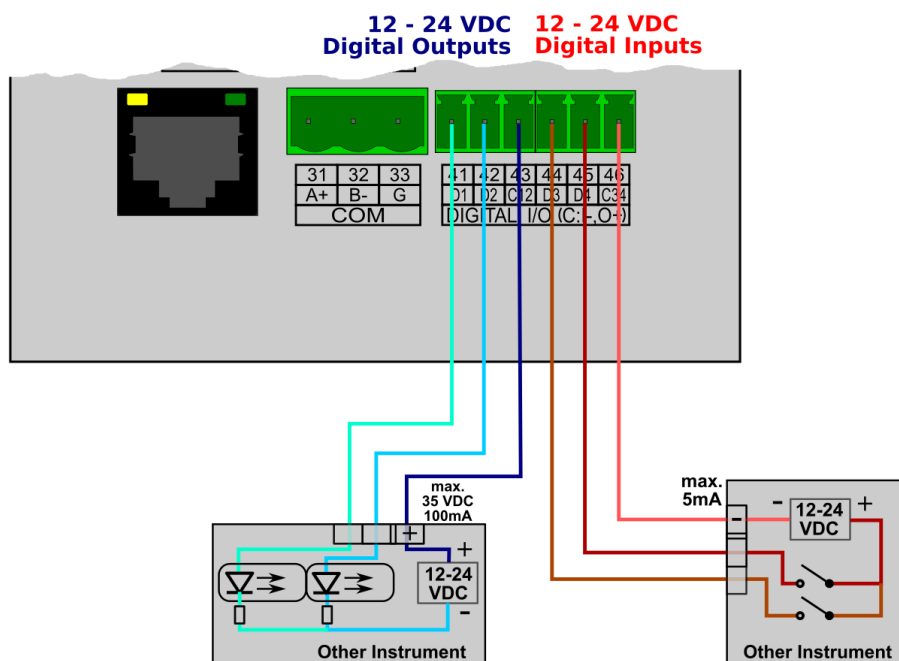 12 - 24 VDC
Digital Outputs
12 - 24 VDC
Digital Inputs
31 32 33
A+ B- G
COM
41 42 43 44 45 46
D1 D2 C12 D3 D4 C34
DIGITAL I/O (C:-,O+)
max.
35 VDC
100mA
+
+
12-24
VDC
-
Other Instrument
max.
5mA
-
-
+
12-24
VDC
Other Instrument